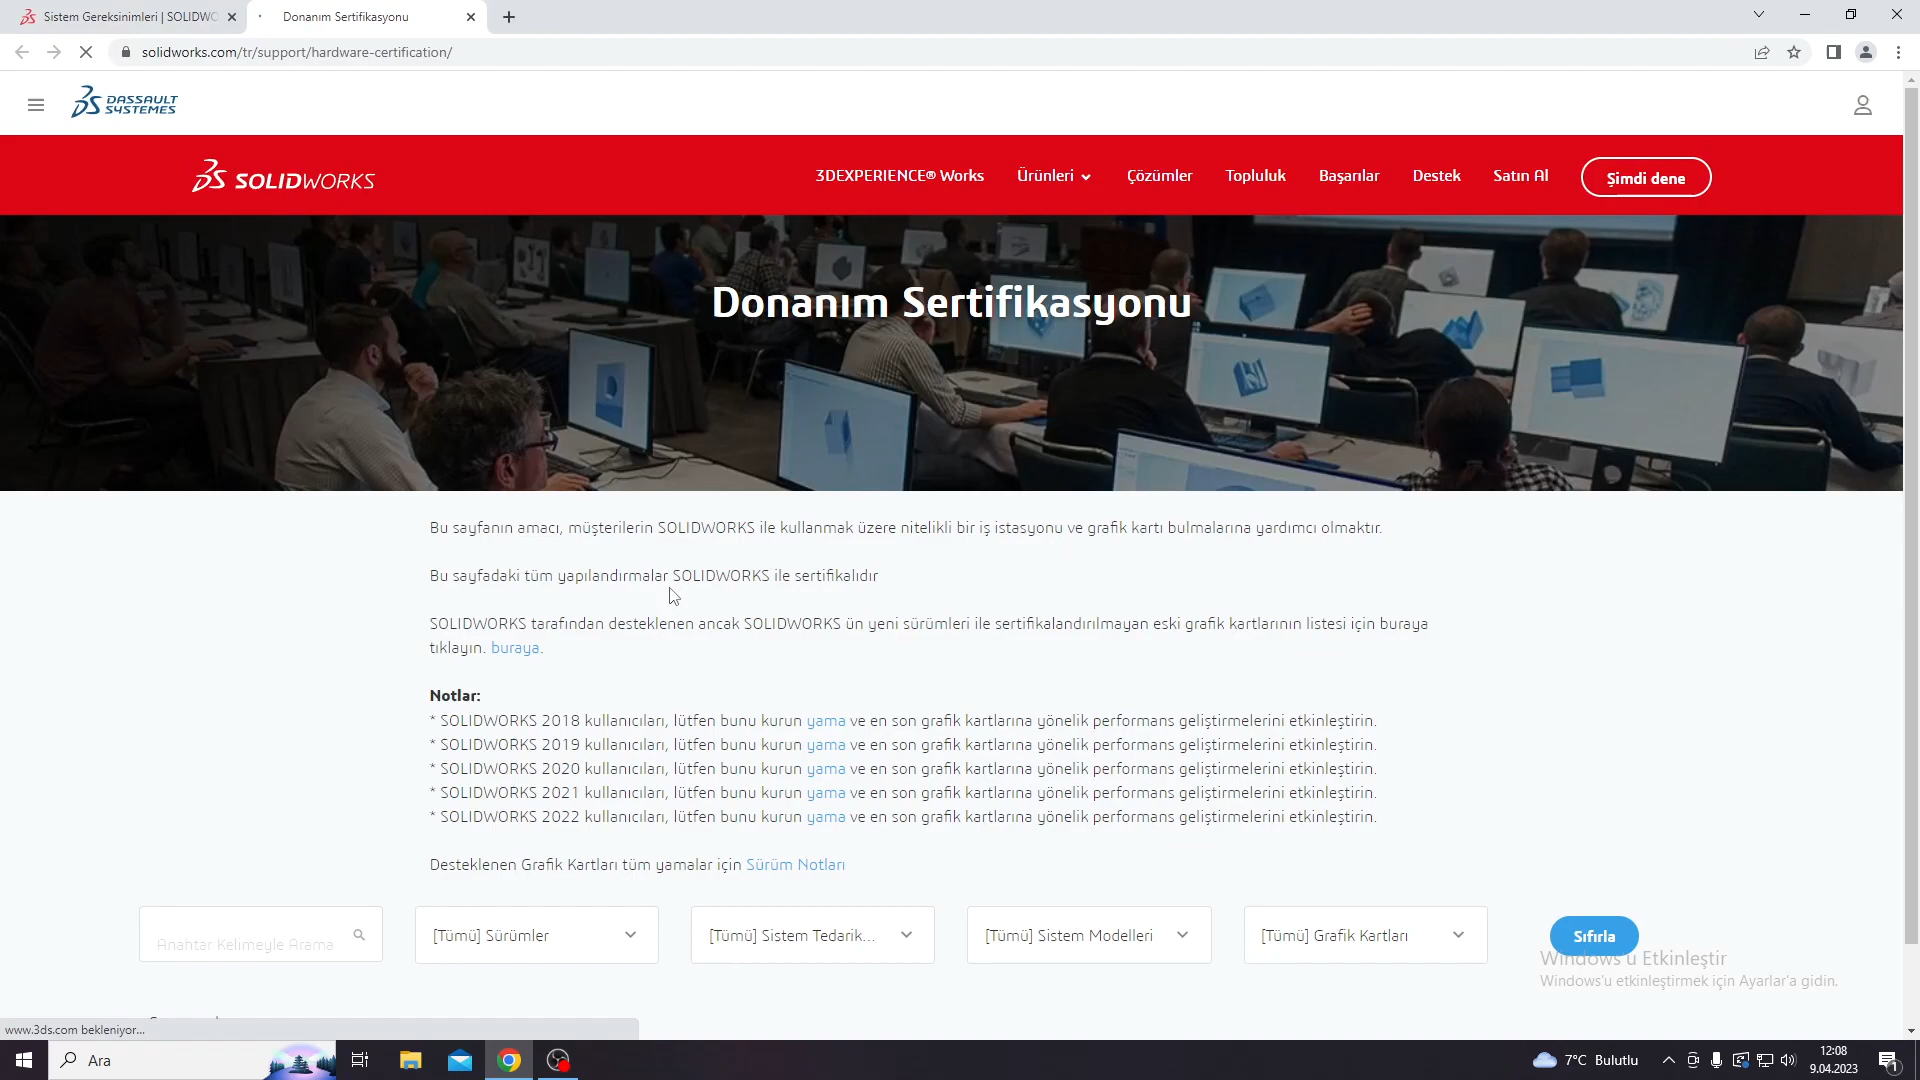 Sistem Gereksinimleri | SOLIDWO
Donanım Sertifikasyonu
solidworks.com/tr/support/hardware-certification/
DASSAULT
SYSTEMES
SOLIDWORKS
3DEXPERIENCE® Works
Ürünleri
Çözümler
Topluluk
Başarılar
Destek
Satın Al
Şimdi dene
Donanım Sertifikasyonu
Bu sayfanın amacı, müşterilerin SOLIDWORKS ile kullanmak üzere nitelikli bir iş istasyonu ve grafik kartı bulmalarına yardımcı olmaktır.
Bu sayfadaki tüm yapılandırmalar SOLIDWORKS ile sertifikalıdır
SOLIDWORKS tarafından desteklenen ancak SOLIDWORKS ün yeni sürümleri ile sertifikalandırılmayan eski grafik kartlarının listesi için buraya
tıklayın. buraya.
Notlar:
* SOLIDWORKS 2018 kullanıcıları, lütfen bunu kurun yama ve en son grafik kartlarına yönelik performans geliştirmelerini etkinleştirin.
* SOLIDWORKS 2019 kullanıcıları, lütfen bunu kurun yama ve en son grafik kartlarına yönelik performans geliştirmelerini etkinleştirin.
* SOLIDWORKS 2020 kullanıcıları, lütfen bunu kurun yama ve en son grafik kartlarına yönelik performans geliştirmelerini etkinleştirin.
* SOLIDWORKS 2021 kullanıcıları, lütfen bunu kurun yama ve en son grafik kartlarına yönelik performans geliştirmelerini etkinleştirin.
* SOLIDWORKS 2022 kullanıcıları, lütfen bunu kurun yama ve en son grafik kartlarına yönelik performans geliştirmelerini etkinleştirin.
Desteklenen Grafik Kartları tüm yamalar için Sürüm Notları
Anahtar Kelimeyle Arama
[Tümü] Sürümler
[Tümü] Sistem Tedarik...
[Tümü] Sistem Modelleri
[Tümü] Grafik Kartları
Sıfırla
Windows'u Etkinleştir
Windows'u etkinleştirmek için Ayarlar'a gidin.
www.3ds.com bekleniyor...
Ara
7°C Bulutlu
12:08
9.04.2023
1